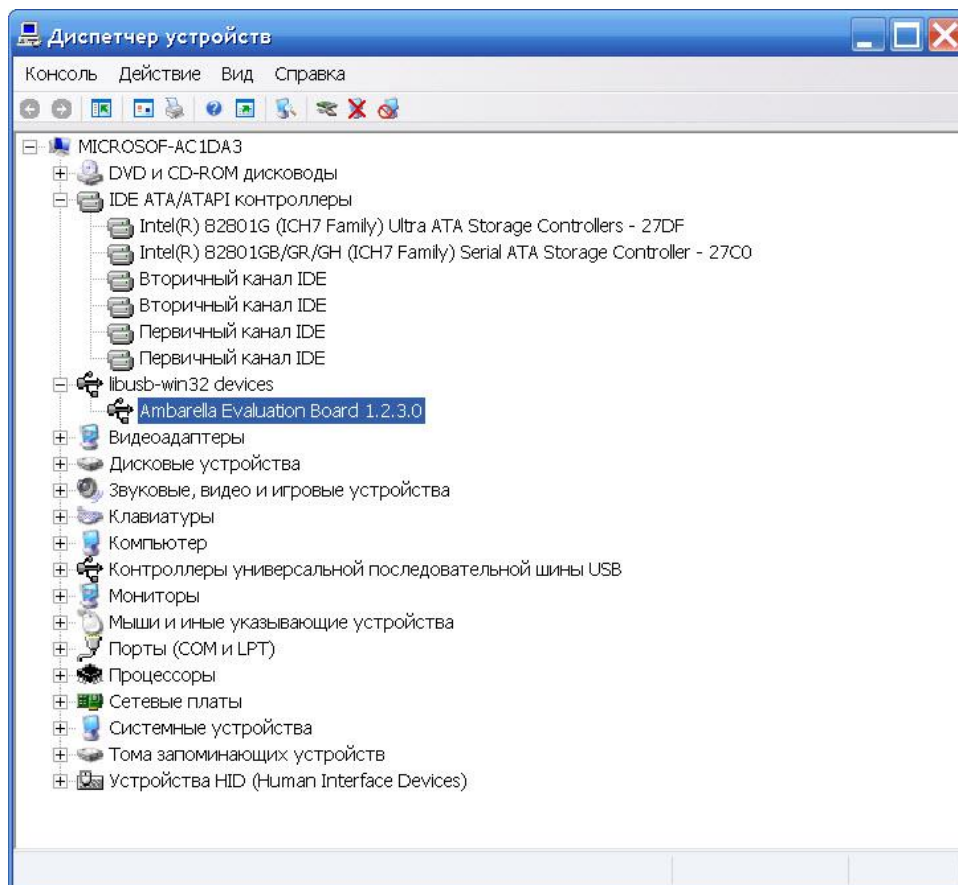 Диспетчер устройств
Консоль Действие Вид Справка
MICROSOF-AC1DA3
DVD и CD-ROM дисководы
IDE ATA/ATAPI контроллеры
Intel(R) 82801G (ICH7 Family) Ultra ATA Storage Controllers - 27DF
Intel(R) 82801GB/GR/GH (ICH7 Family) Serial ATA Storage Controller - 27C0
Вторичный канал IDE
Вторичный канал IDE
Первичный канал IDE
Первичный канал IDE
libusb-win32 devices
Ambarella Evaluation Board 1.2.3.0
Видеоадаптеры
Дисковые устройства
Звуковые, видео и игровые устройства
Клавиатуры
Компьютер
Контроллеры универсальной последовательной шины USB
Мониторы
Мыши и иные указывающие устройства
Порты (COM и LPT)
Процессоры
Сетевые платы
Системные устройства
Тома запоминающих устройств
Устройства HID (Human Interface Devices)